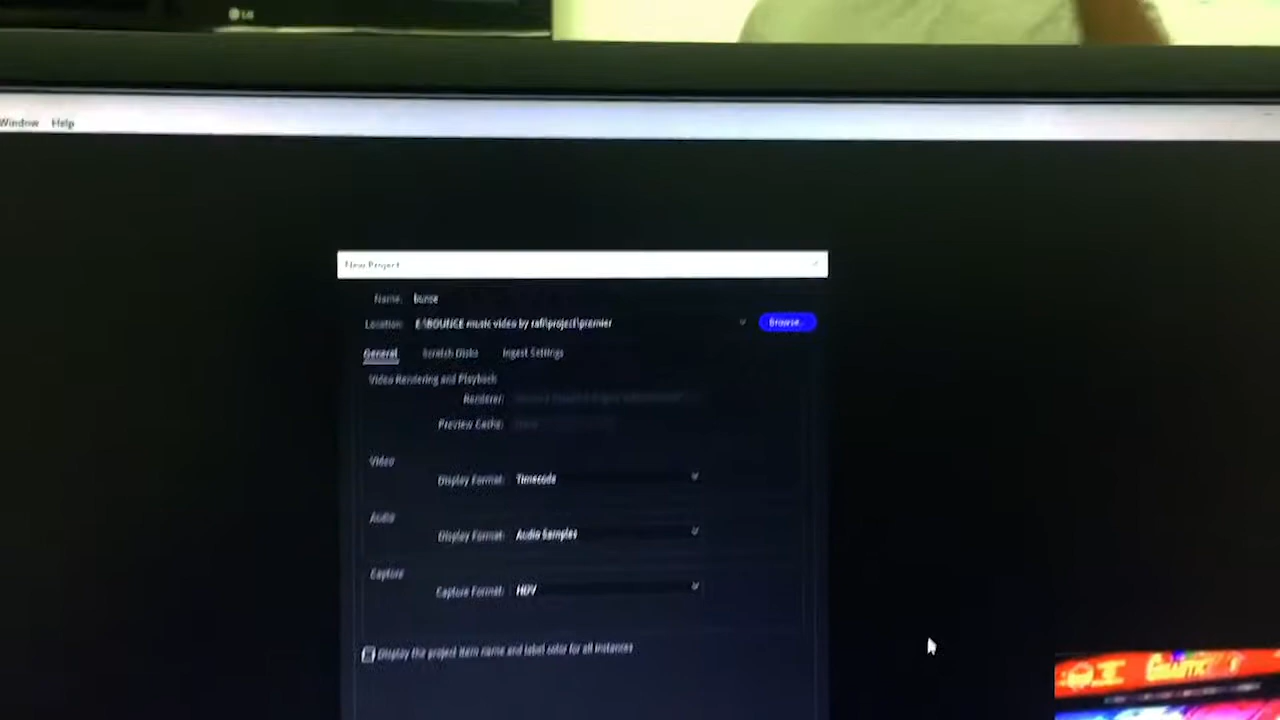 LG
Window Help
New Project
Name: bunse
Location: E:\BOUNCE music video by rafi\project\premier
Browse...
General Scratch Disks Ingest Settings
Video Rendering and Playback
Renderer:
Preview Cache:
Video
Display Format: Timecode
Audio
Display Format: Audio Samples
Capture
Capture Format: HDV
Display the project item name and label color for all instances